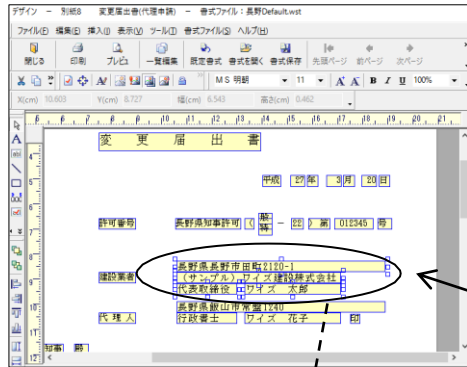 デザイン － 別紙8　変更届出書(代理申請) － 書式ファイル：長野Default.wst
ファイル(F) 編集(E) 挿入(I) 表示(V) ツール(T) 書式ファイル(S) ヘルプ(H)
閉じる 印刷 プレビュ 一覧編集 既定書式 書式を開く 書式保存 先頭ページ 前ページ 次ページ
ＭＳ 明朝 11 A A B I U 100%
X(cm) 10.603 Y(cm) 8.727 幅(cm) 6.543 高さ(cm) 0.462
変更届出書
平成 27 年 3 月 20 日
許可番号 長野県知事許可 ( 般 特 － 22 ) 第 012345 号
長野県長野市田町2120-1
建設業者 (サンプル)ワイズ建設株式会社
代表取締役 ワイズ 太郎
長野県飯山市常盤1240
代理人 行政書士 ワイズ 花子 印
知事 殿